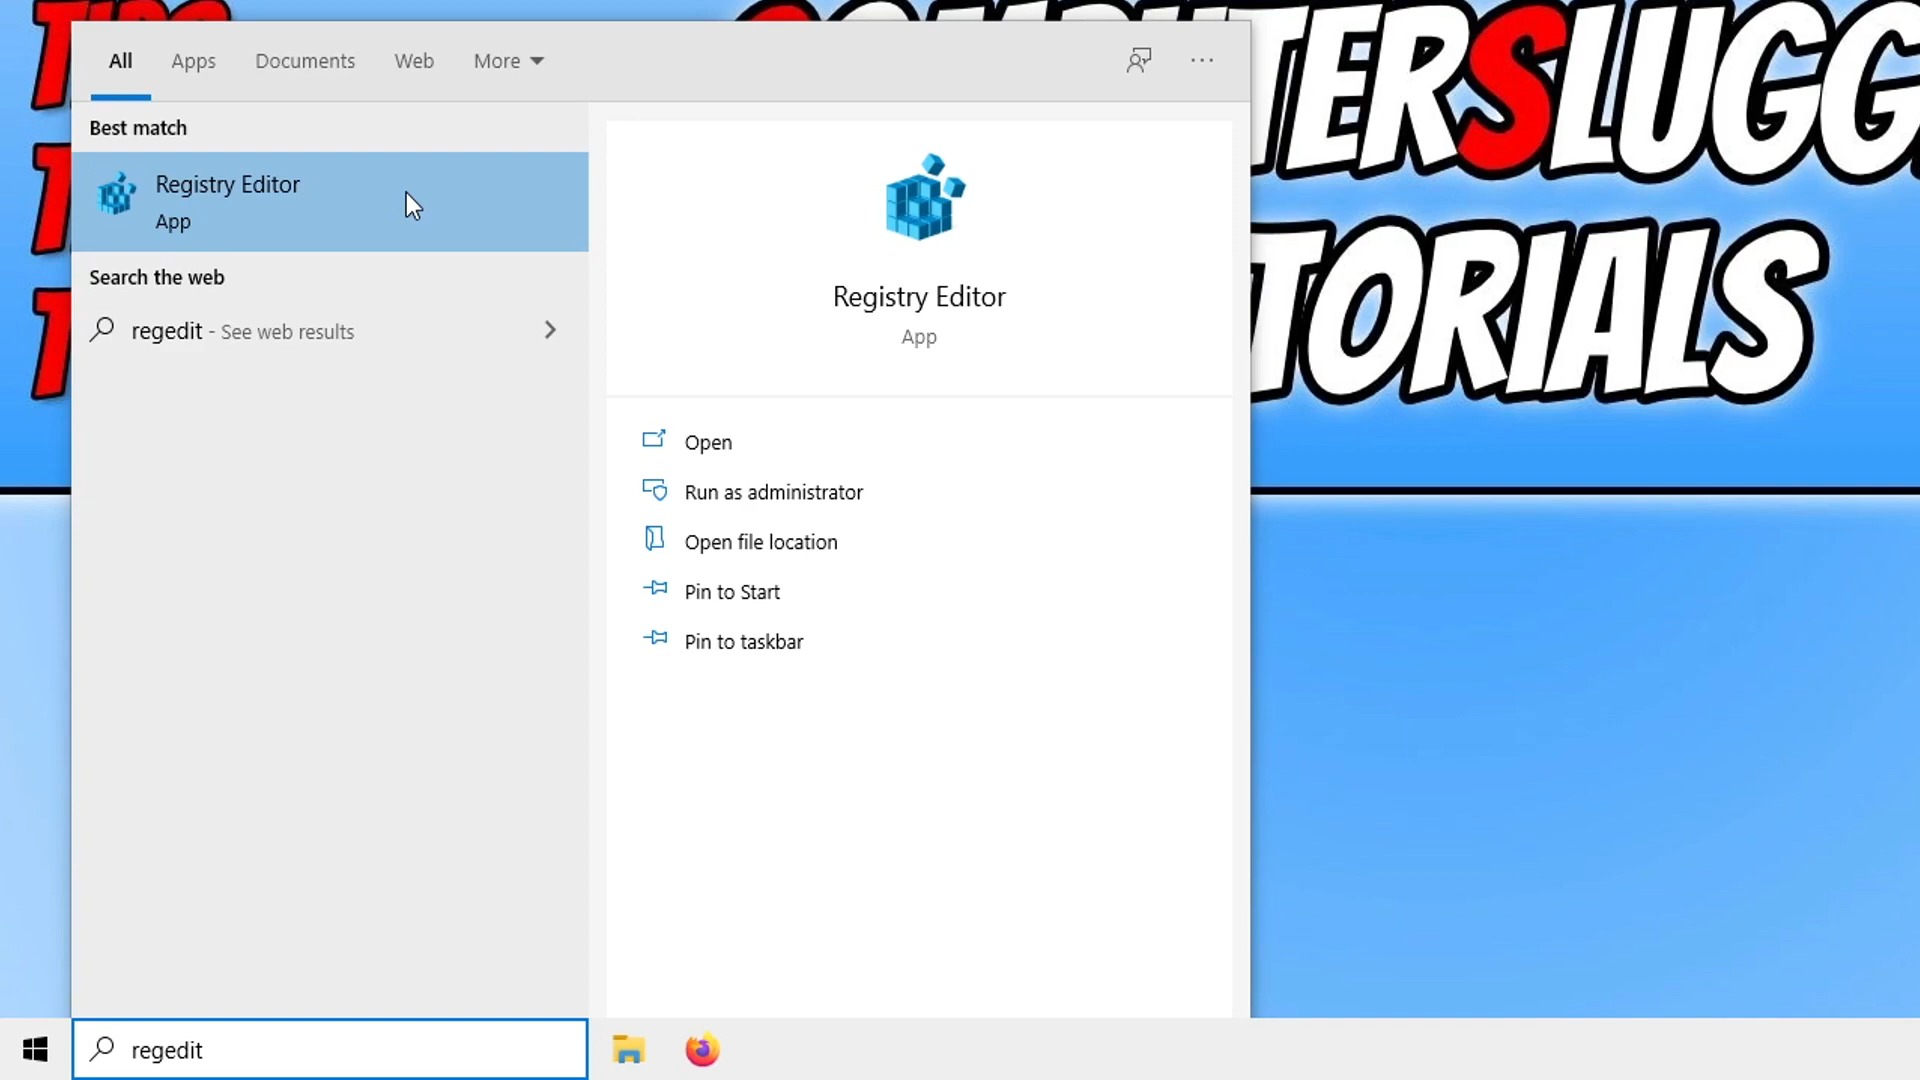 All Apps Documents Web More
Best match
Registry Editor
App
Search the web
regedit - See web results
Registry Editor
App
Open
Run as administrator
Open file location
Pin to Start
Pin to taskbar
regedit
TIPS
TERSLUGG
TORIALS